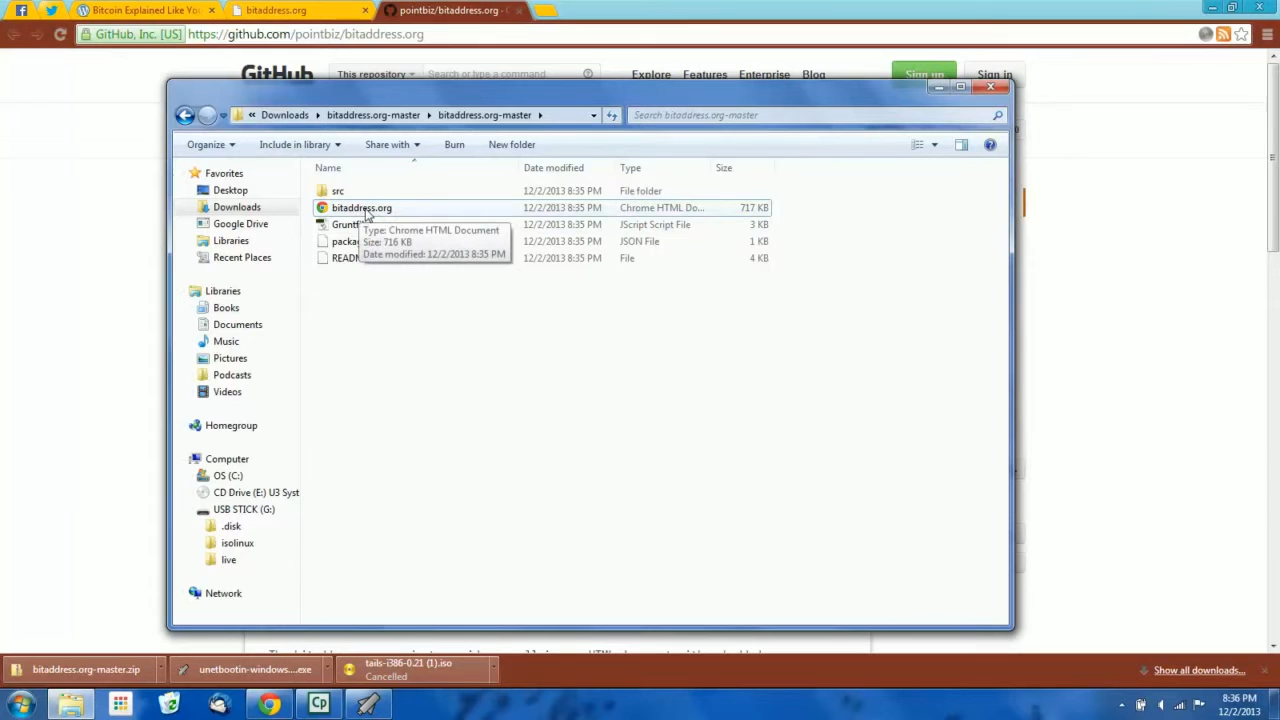 Bitcoin Explained Like Yo
bitaddress.org
pointbiz/bitaddress.org · G
GitHub, Inc. [US]
https://github.com/pointbiz/bitaddress.org
GitHub
This repository
Search or type a command
Explore
Features
Enterprise
Blog
Sign up
Sign in
« Downloads
bitaddress.org-master
bitaddress.org-master
Search bitaddress.org-master
Organize
Include in library
Share with
Burn
New folder
Name
Date modified
Type
Size
src
12/2/2013 8:35 PM
File folder
bitaddress.org
12/2/2013 8:35 PM
Chrome HTML Do...
717 KB
Gruntf
12/2/2013 8:35 PM
JScript Script File
3 KB
packa
12/2/2013 8:35 PM
JSON File
1 KB
READM
12/2/2013 8:35 PM
File
4 KB
Type: Chrome HTML Document
Size: 716 KB
Date modified: 12/2/2013 8:35 PM
Favorites
Desktop
Downloads
Google Drive
Libraries
Recent Places
Libraries
Books
Documents
Music
Pictures
Podcasts
Videos
Homegroup
Computer
OS (C:)
CD Drive (E:) U3 Syst
USB STICK (G:)
.disk
isolinux
live
Network
bitaddress.org-master.zip
unetbootin-windows....exe
tails-i386-0.21 (1).iso
Cancelled
Show all downloads...
Cp
8:36 PM
12/2/2013